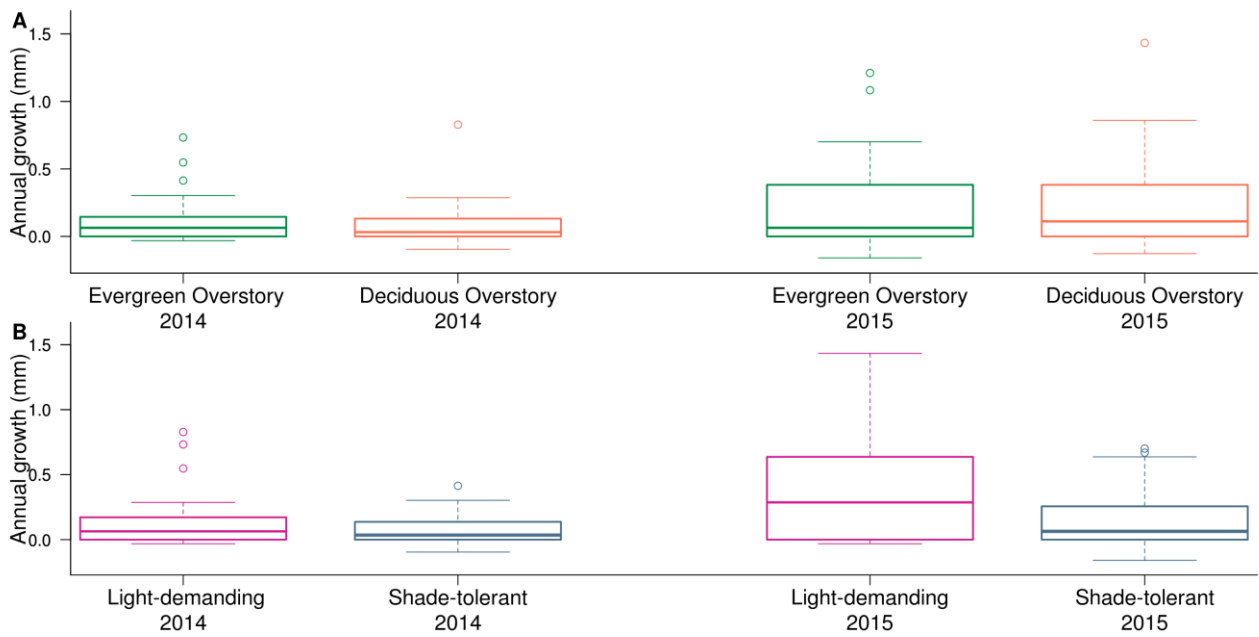 A
Annual growth (mm)
1.5
1.0
0.5
0.0
Evergreen Overstory
2014
Deciduous Overstory
2014
Evergreen Overstory
2015
Deciduous Overstory
2015
B
Annual growth (mm)
1.5
1.0
0.5
0.0
Light-demanding
2014
Shade-tolerant
2014
Light-demanding
2015
Shade-tolerant
2015